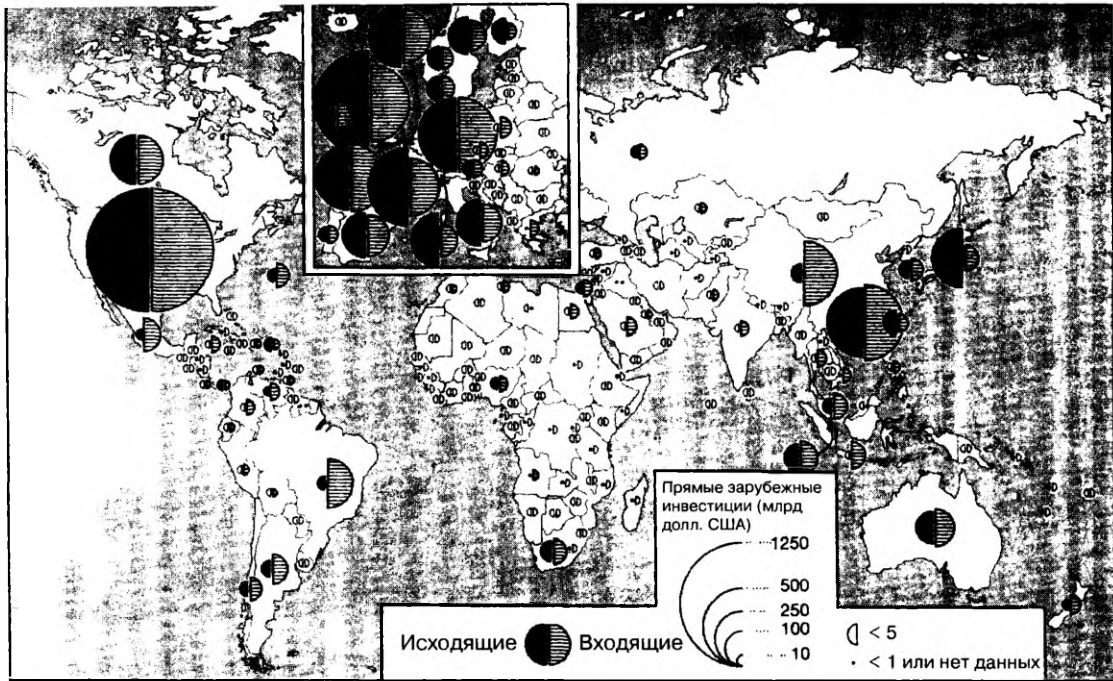 Прямые зарубежные
инвестиции (млрд
долл. США)
1250
500
250
100
10
Исходящие Входящие
< 5
< 1 или нет данных